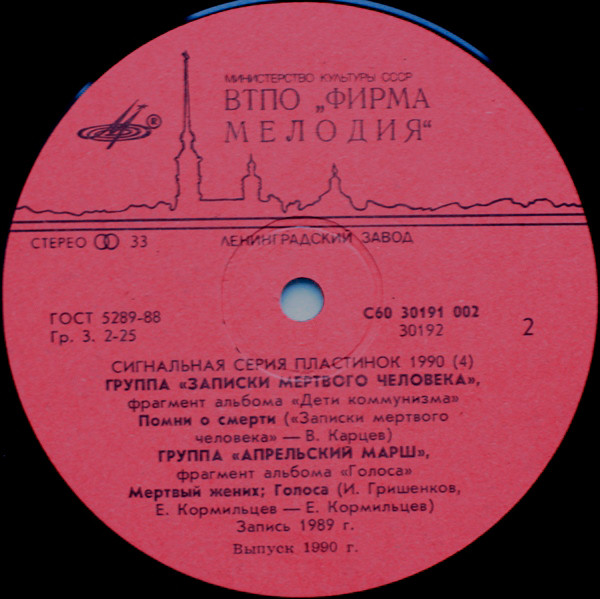 МИНИСТЕРСТВО КУЛЬТУРЫ СССР
ВТПО „ФИРМА
МЕЛОДИЯ“
®
СТЕРЕО 33
ЛЕНИНГРАДСКИЙ ЗАВОД
ГОСТ 5289-88
Гр. 3. 2-25
С60 30191 002
30192
2
СИГНАЛЬНАЯ СЕРИЯ ПЛАСТИНОК 1990 (4)
ГРУППА «ЗАПИСКИ МЕРТВОГО ЧЕЛОВЕКА»,
фрагмент альбома «Дети коммунизма»
Помни о смерти («Записки мертвого
человека» — В. Карцев)
ГРУППА «АПРЕЛЬСКИЙ МАРШ»,
фрагмент альбома «Голоса»
Мертвый жених; Голоса (И. Гришенков,
Е. Кормильцев — Е. Кормильцев)
Запись 1989 г.
Выпуск 1990 г.